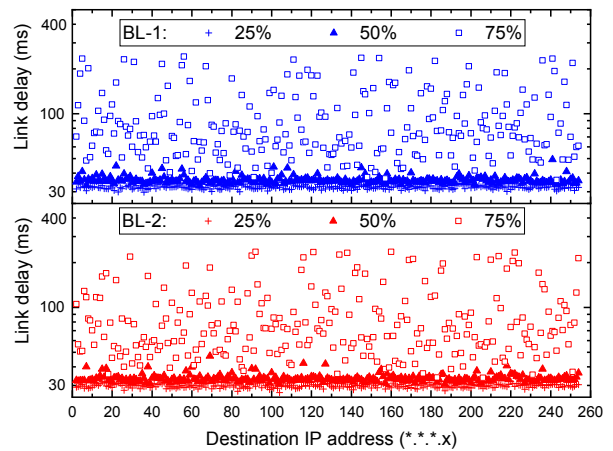 400
BL-1: 25% 50% 75%
Link delay (ms)
100
30
400
BL-2: 25% 50% 75%
Link delay (ms)
100
30
0 20 40 60 80 100 120 140 160 180 200 220 240 260
Destination IP address (*.*.*.x)